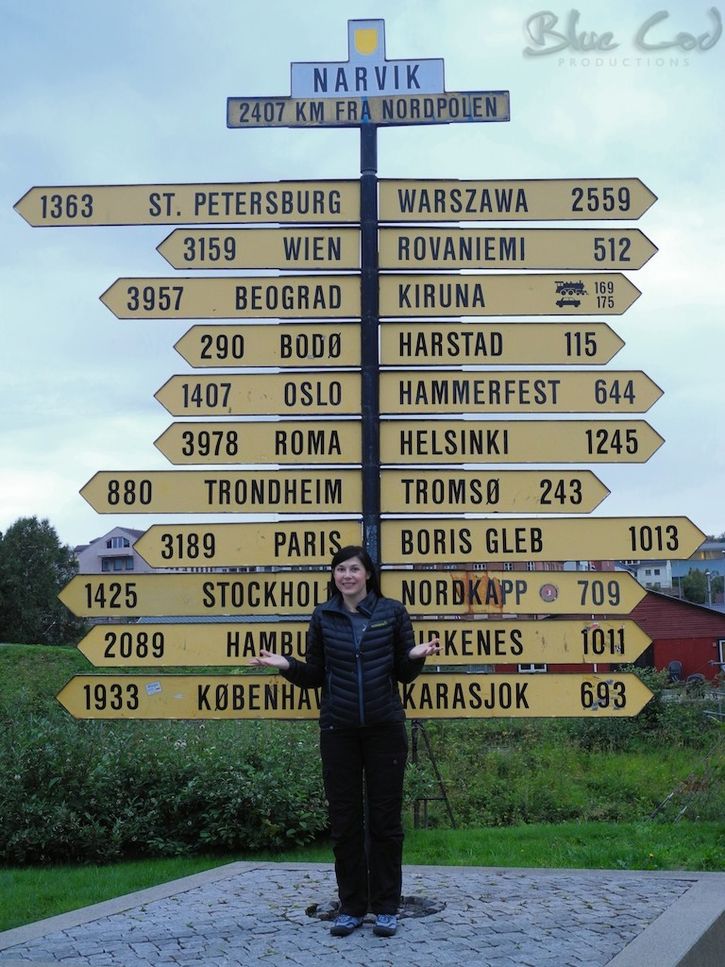 Blue Cod
PRODUCTIONS
NARVIK
2407 KM FRA NORDPOLEN
1363 ST. PETERSBURG
WARSZAWA 2559
3159 WIEN
ROVANIEMI 512
3957 BEOGRAD
KIRUNA 169
175
290 BODØ
HARSTAD 115
1407 OSLO
HAMMERFEST 644
3978 ROMA
HELSINKI 1245
880 TRONDHEIM
TROMSØ 243
3189 PARIS
BORIS GLEB 1013
1425 STOCKHOL
NORDKAPP 709
2089 HAMBU
IRKENES 1011
1933 KØBENHAV
KARASJOK 693